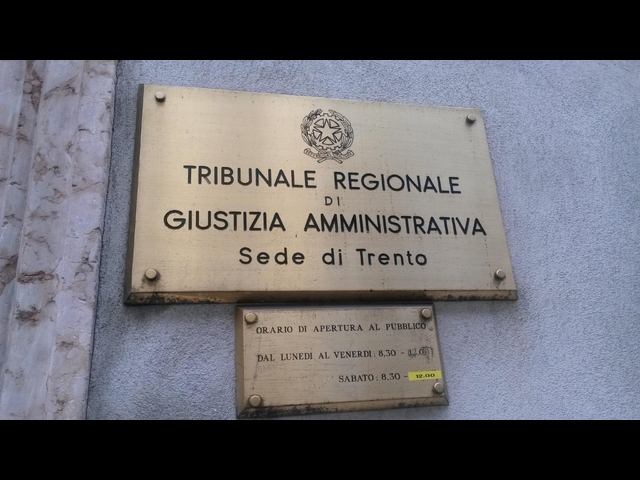 TRIBUNALE REGIONALE
DI
GIUSTIZIA AMMINISTRATIVA
Sede di Trento
ORARIO DI APERTURA AL PUBBLICO
DAL LUNEDI AL VENERDI: 8.30 -
SABATO: 8.30 - 12.00